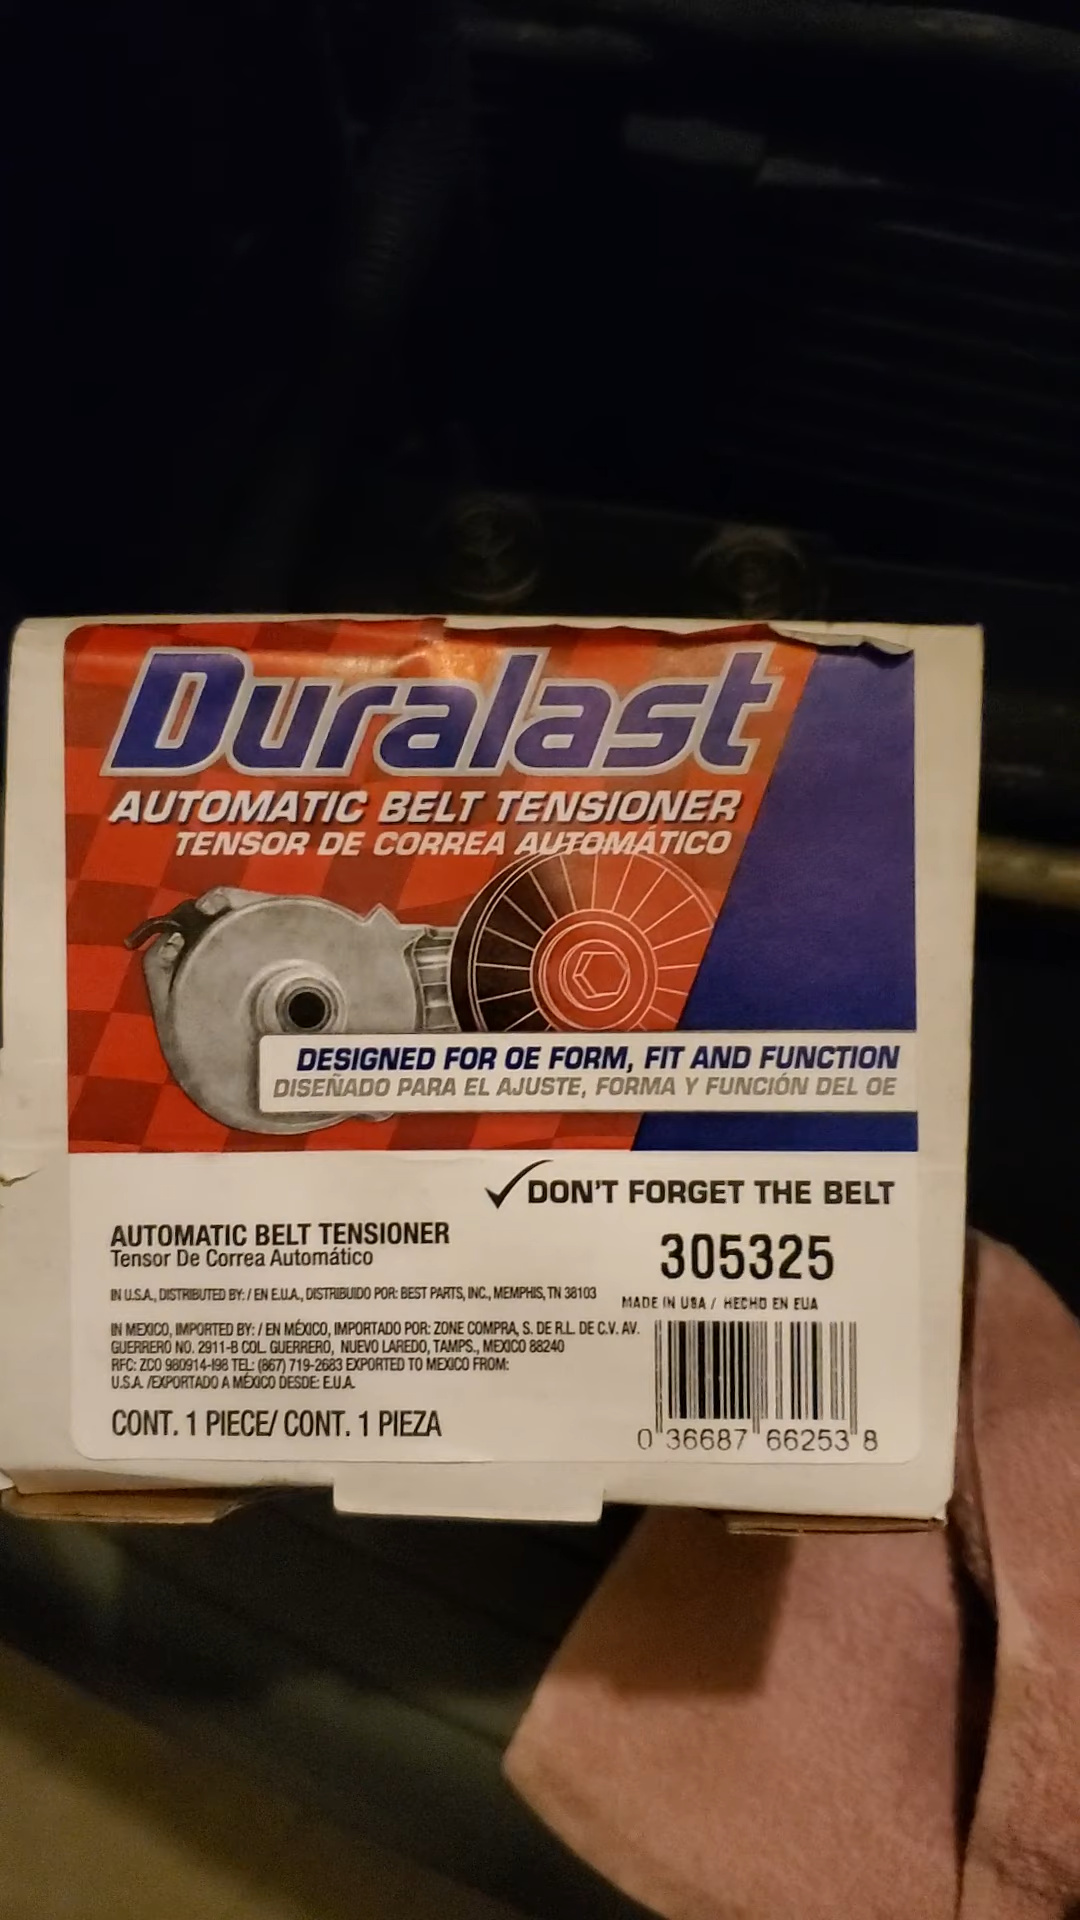 Duralast
AUTOMATIC BELT TENSIONER
TENSOR DE CORREA AUTOMÁTICO
DESIGNED FOR OE FORM, FIT AND FUNCTION
DISEÑADO PARA EL AJUSTE, FORMA Y FUNCIÓN DEL OE
DON'T FORGET THE BELT
AUTOMATIC BELT TENSIONER
Tensor De Correa Automático
305325
IN U.S.A., DISTRIBUTED BY: / EN E.U.A., DISTRIBUIDO POR: BEST PARTS, INC., MEMPHIS, TN 38103
MADE IN USA / HECHO EN EUA
IN MEXICO, IMPORTED BY: / EN MÉXICO, IMPORTADO POR: ZONE COMPRA, S. DE R.L. DE C.V. AV.
GUERRERO NO. 2911-B COL. GUERRERO, NUEVO LAREDO, TAMPS., MEXICO 88240
RFC: ZCO 980914-I98 TEL: (867) 719-2683 EXPORTED TO MEXICO FROM:
U.S.A. /EXPORTADO A MÉXICO DESDE: E.U.A.
CONT. 1 PIECE/ CONT. 1 PIEZA
0 36687 66253 8